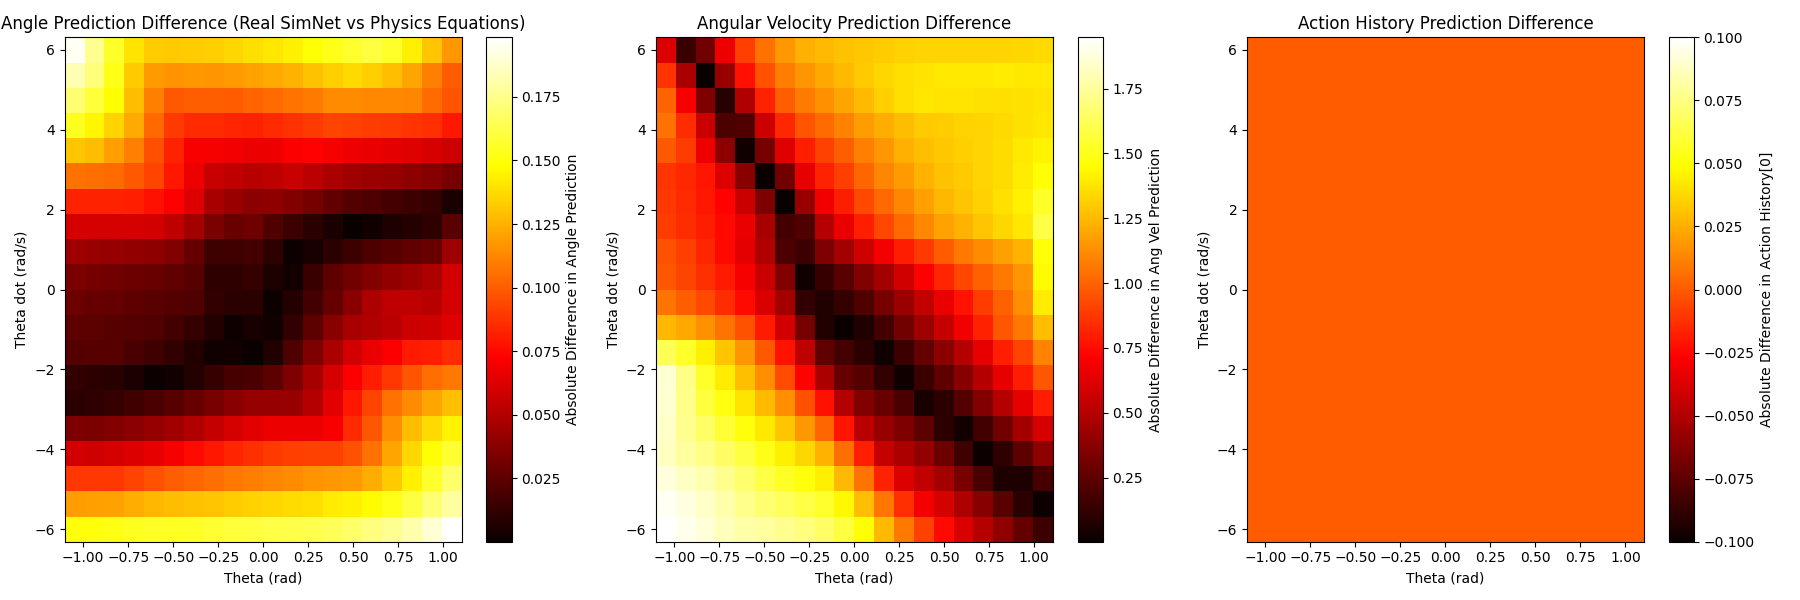 Angle Prediction Difference (Real SimNet vs Physics Equations)
Theta dot (rad/s)
6
4
2
0
−2
−4
−6
−1.00 −0.75 −0.50 −0.25 0.00 0.25 0.50 0.75 1.00
Theta (rad)
0.175
0.150
0.125
0.100
0.075
0.050
0.025
Absolute Difference in Angle Prediction
Angular Velocity Prediction Difference
Theta dot (rad/s)
6
4
2
0
−2
−4
−6
−1.00 −0.75 −0.50 −0.25 0.00 0.25 0.50 0.75 1.00
Theta (rad)
1.75
1.50
1.25
1.00
0.75
0.50
0.25
Absolute Difference in Ang Vel Prediction
Action History Prediction Difference
Theta dot (rad/s)
6
4
2
0
−2
−4
−6
−1.00 −0.75 −0.50 −0.25 0.00 0.25 0.50 0.75 1.00
Theta (rad)
0.100
0.075
0.050
0.025
0.000
−0.025
−0.050
−0.075
−0.100
Absolute Difference in Action History[0]